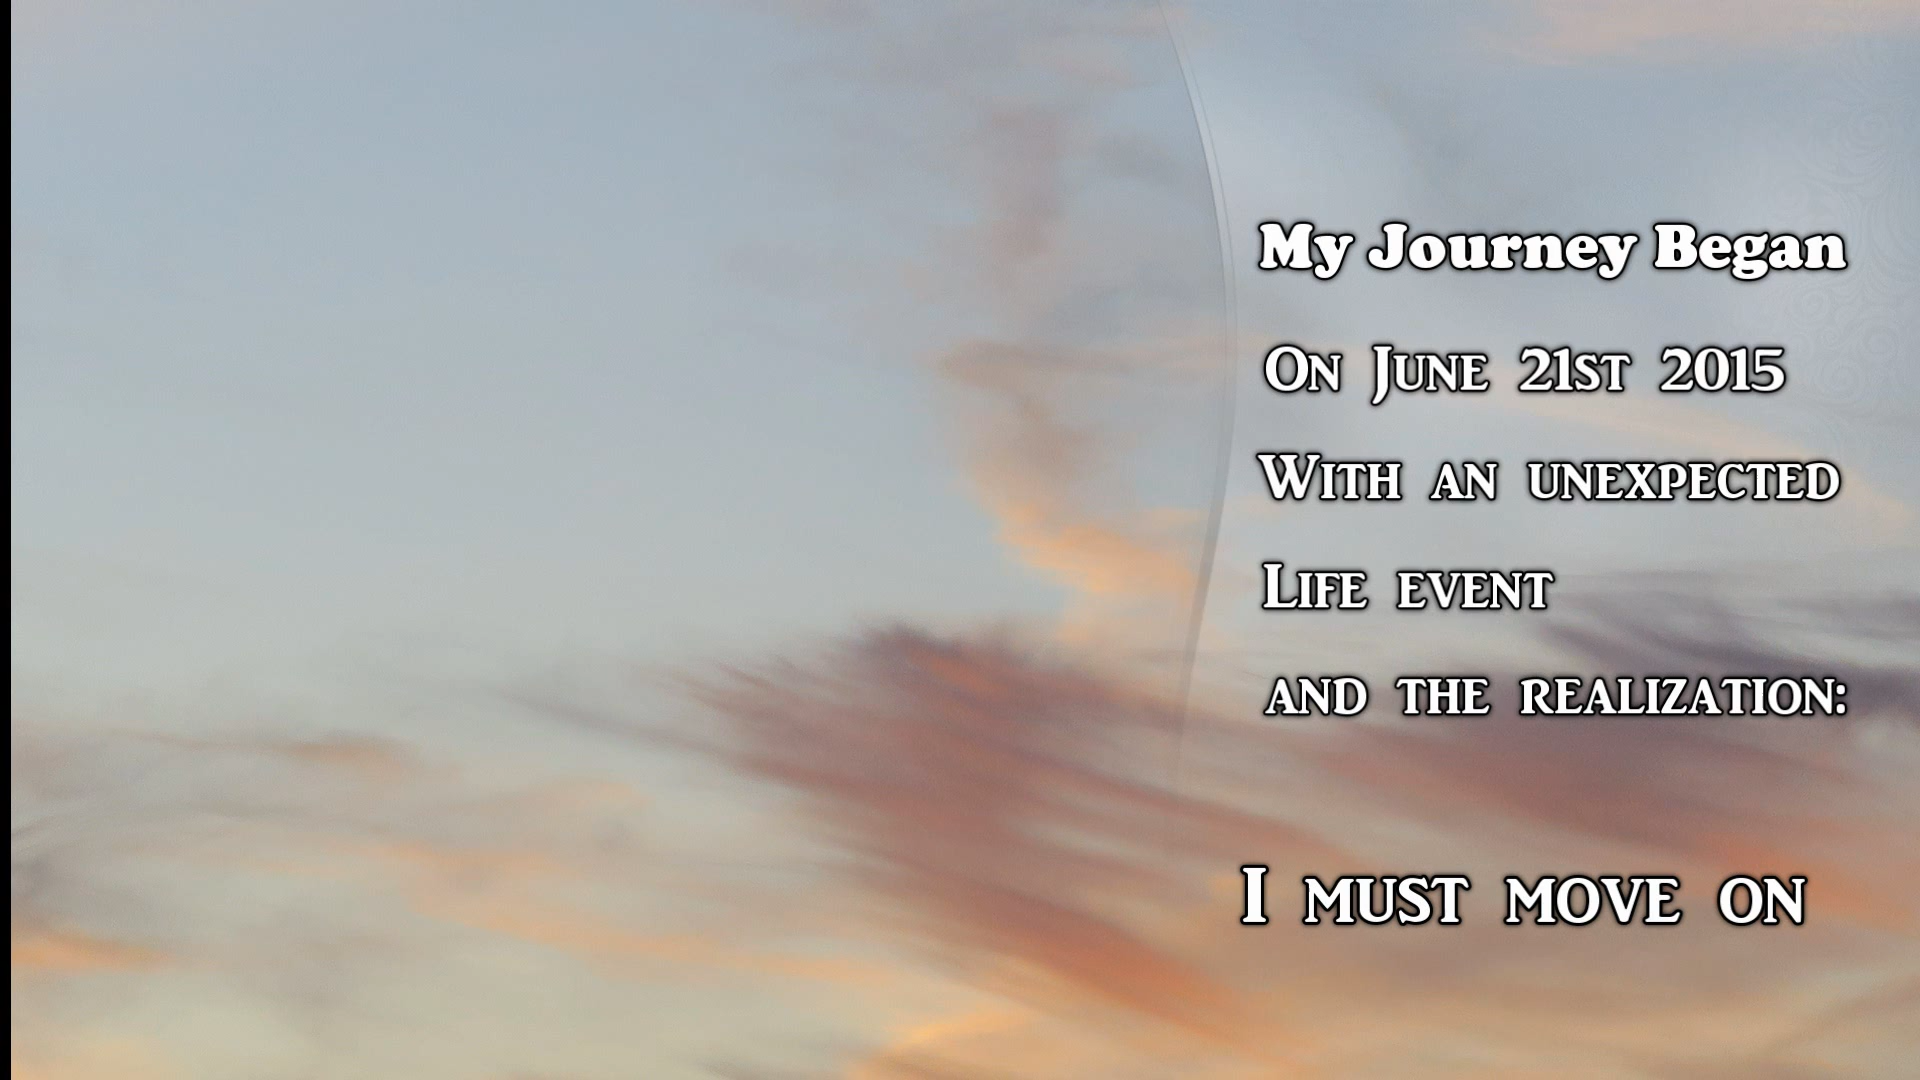 My Journey Began
On June 21st 2015
With an unexpected
Life event
and the realization:
I must move on